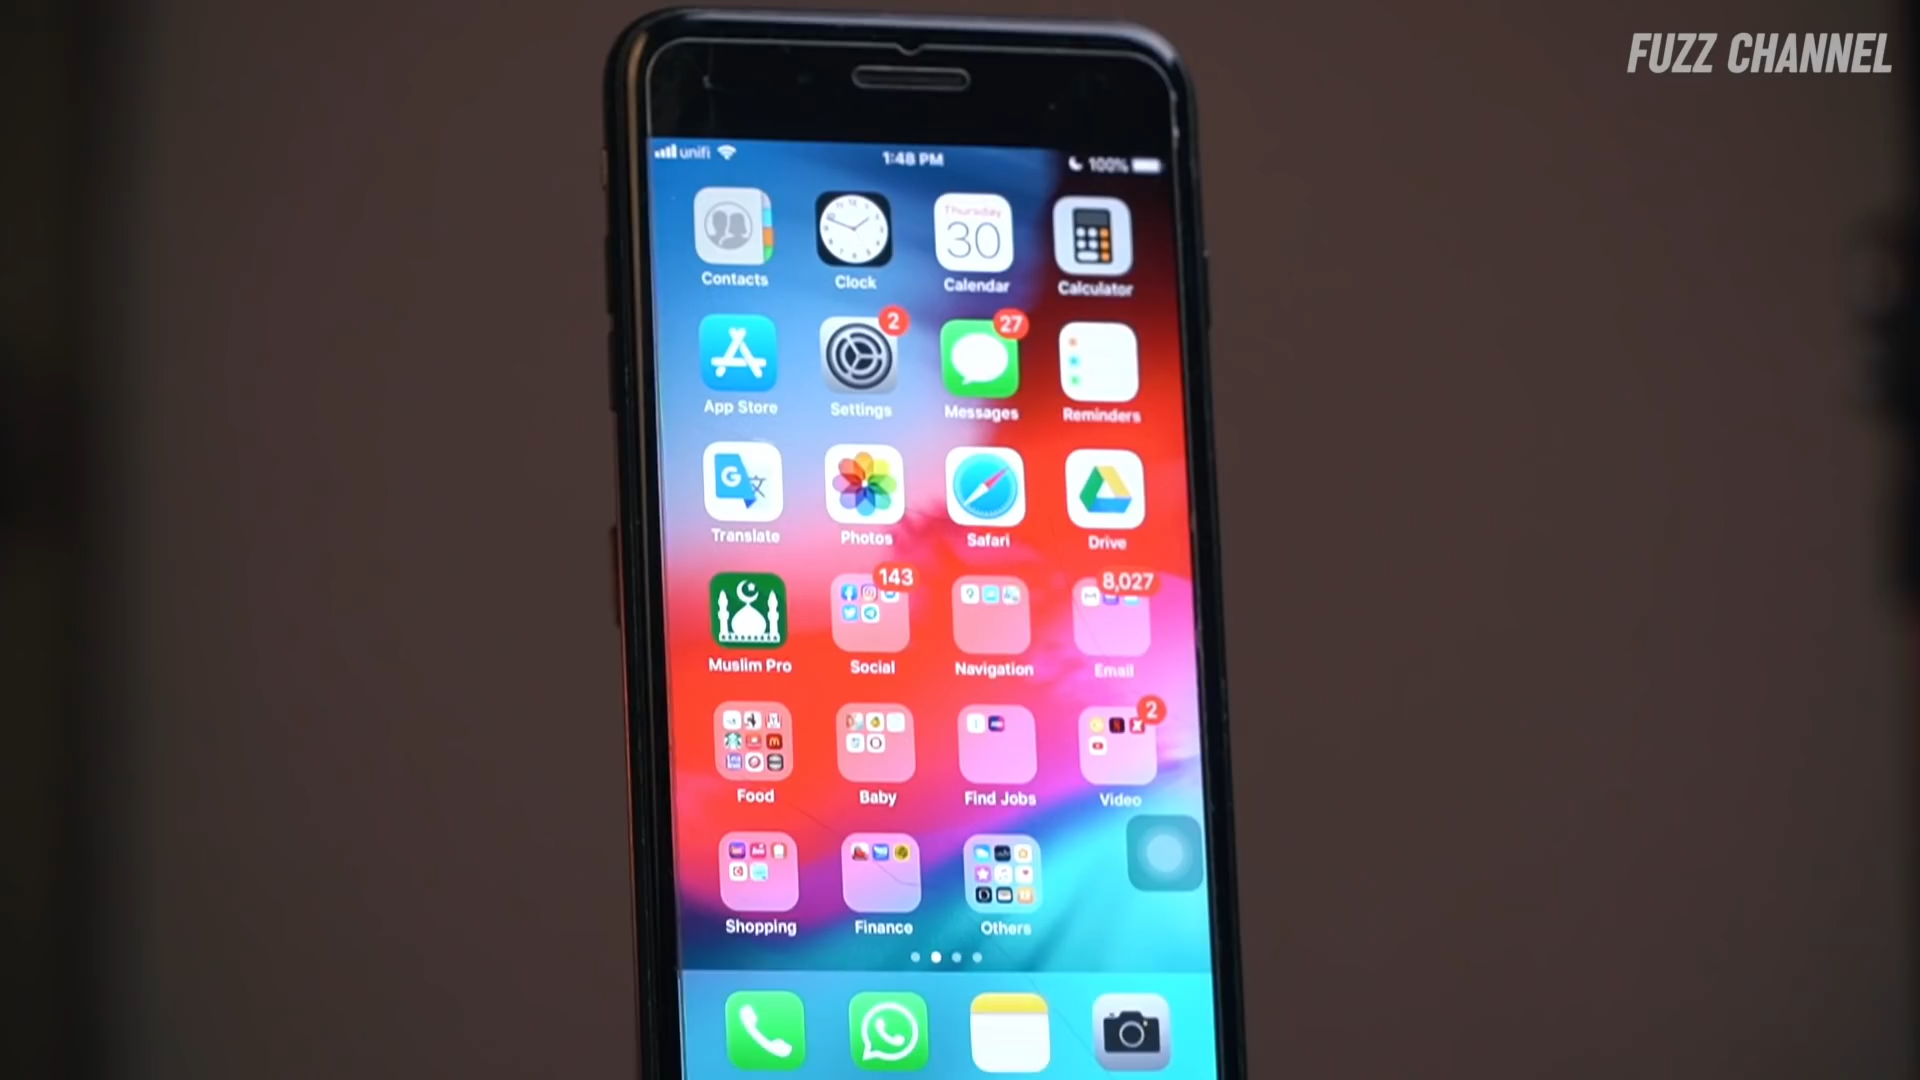 FUZZ CHANNEL
unifi 1:48 PM 100%
Thursday
30
Contacts Clock Calendar Calculator
2 27
App Store Settings Messages Reminders
G
Translate Photos Safari Drive
143 8,027
Muslim Pro Social Navigation Email
2
Food Baby Find Jobs Video
Shopping Finance Others